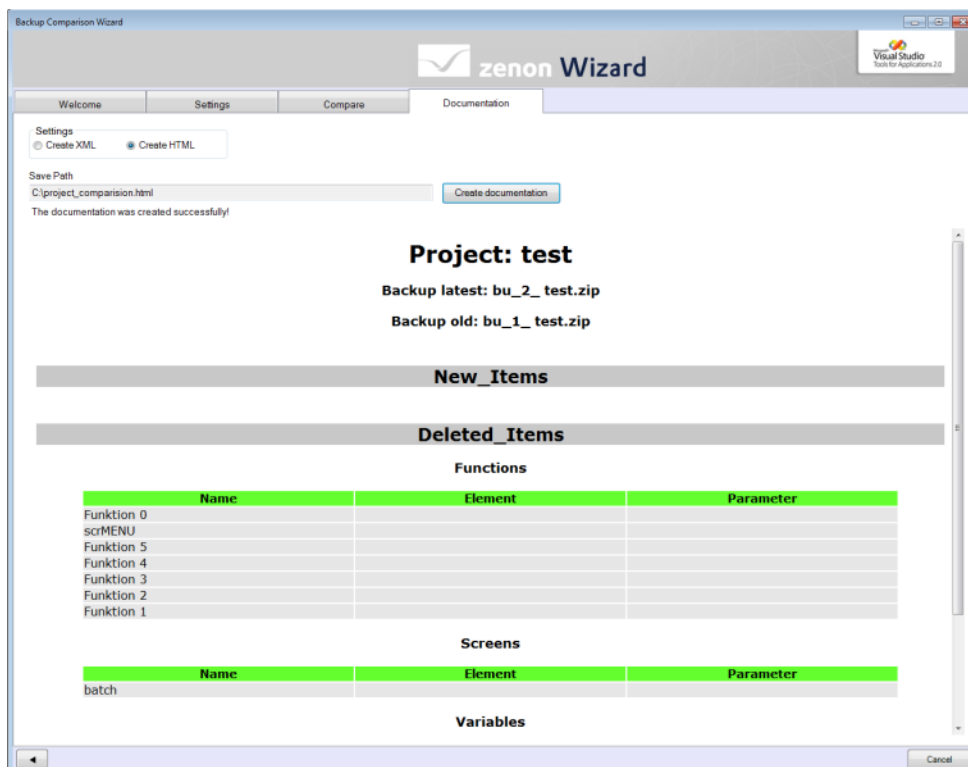 Backup Comparison Wizard
zenon Wizard
Microsoft
Visual Studio
Tools for Applications 2.0
Welcome Settings Compare Documentation
Settings
Create XML Create HTML
Save Path
C:\project_comparision.html Create documentation
The documentation was created successfully!
Project: test
Backup latest: bu_2_ test.zip
Backup old: bu_1_ test.zip
New_Items
Deleted_Items
Functions
Name Element Parameter
Funktion 0
scrMENU
Funktion 5
Funktion 4
Funktion 3
Funktion 2
Funktion 1
Screens
Name Element Parameter
batch
Variables
Cancel